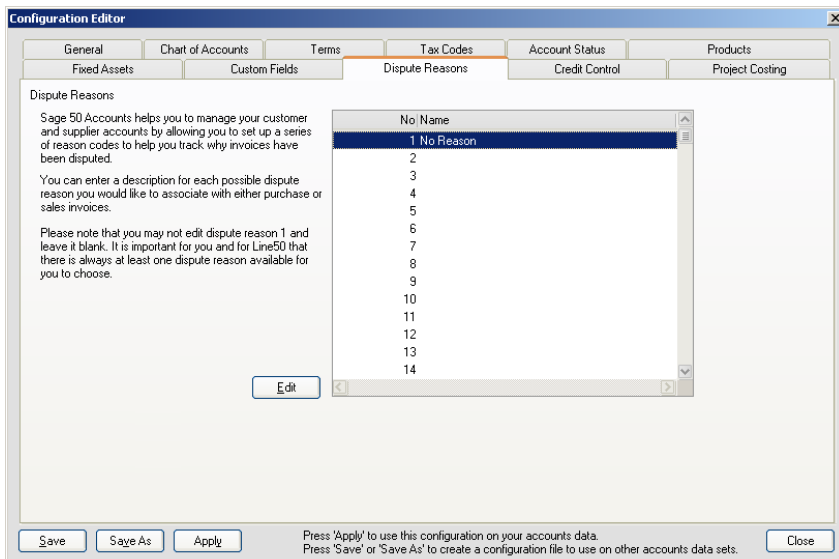 Configuration Editor
General Chart of Accounts Terms Tax Codes Account Status Products
Fixed Assets Custom Fields Dispute Reasons Credit Control Project Costing
Dispute Reasons
Sage 50 Accounts helps you to manage your customer
and supplier accounts by allowing you to set up a series
of reason codes to help you track why invoices have
been disputed.
You can enter a description for each possible dispute
reason you would like to associate with either purchase or
sales invoices.
Please note that you may not edit dispute reason 1 and
leave it blank. It is important for you and for Line50 that
there is always at least one dispute reason available for
you to choose.
No Name
1 No Reason
2
3
4
5
6
7
8
9
10
11
12
13
14
Edit
Save Save As Apply
Press 'Apply' to use this configuration on your accounts data.
Press 'Save' or 'Save As' to create a configuration file to use on other accounts data sets.
Close